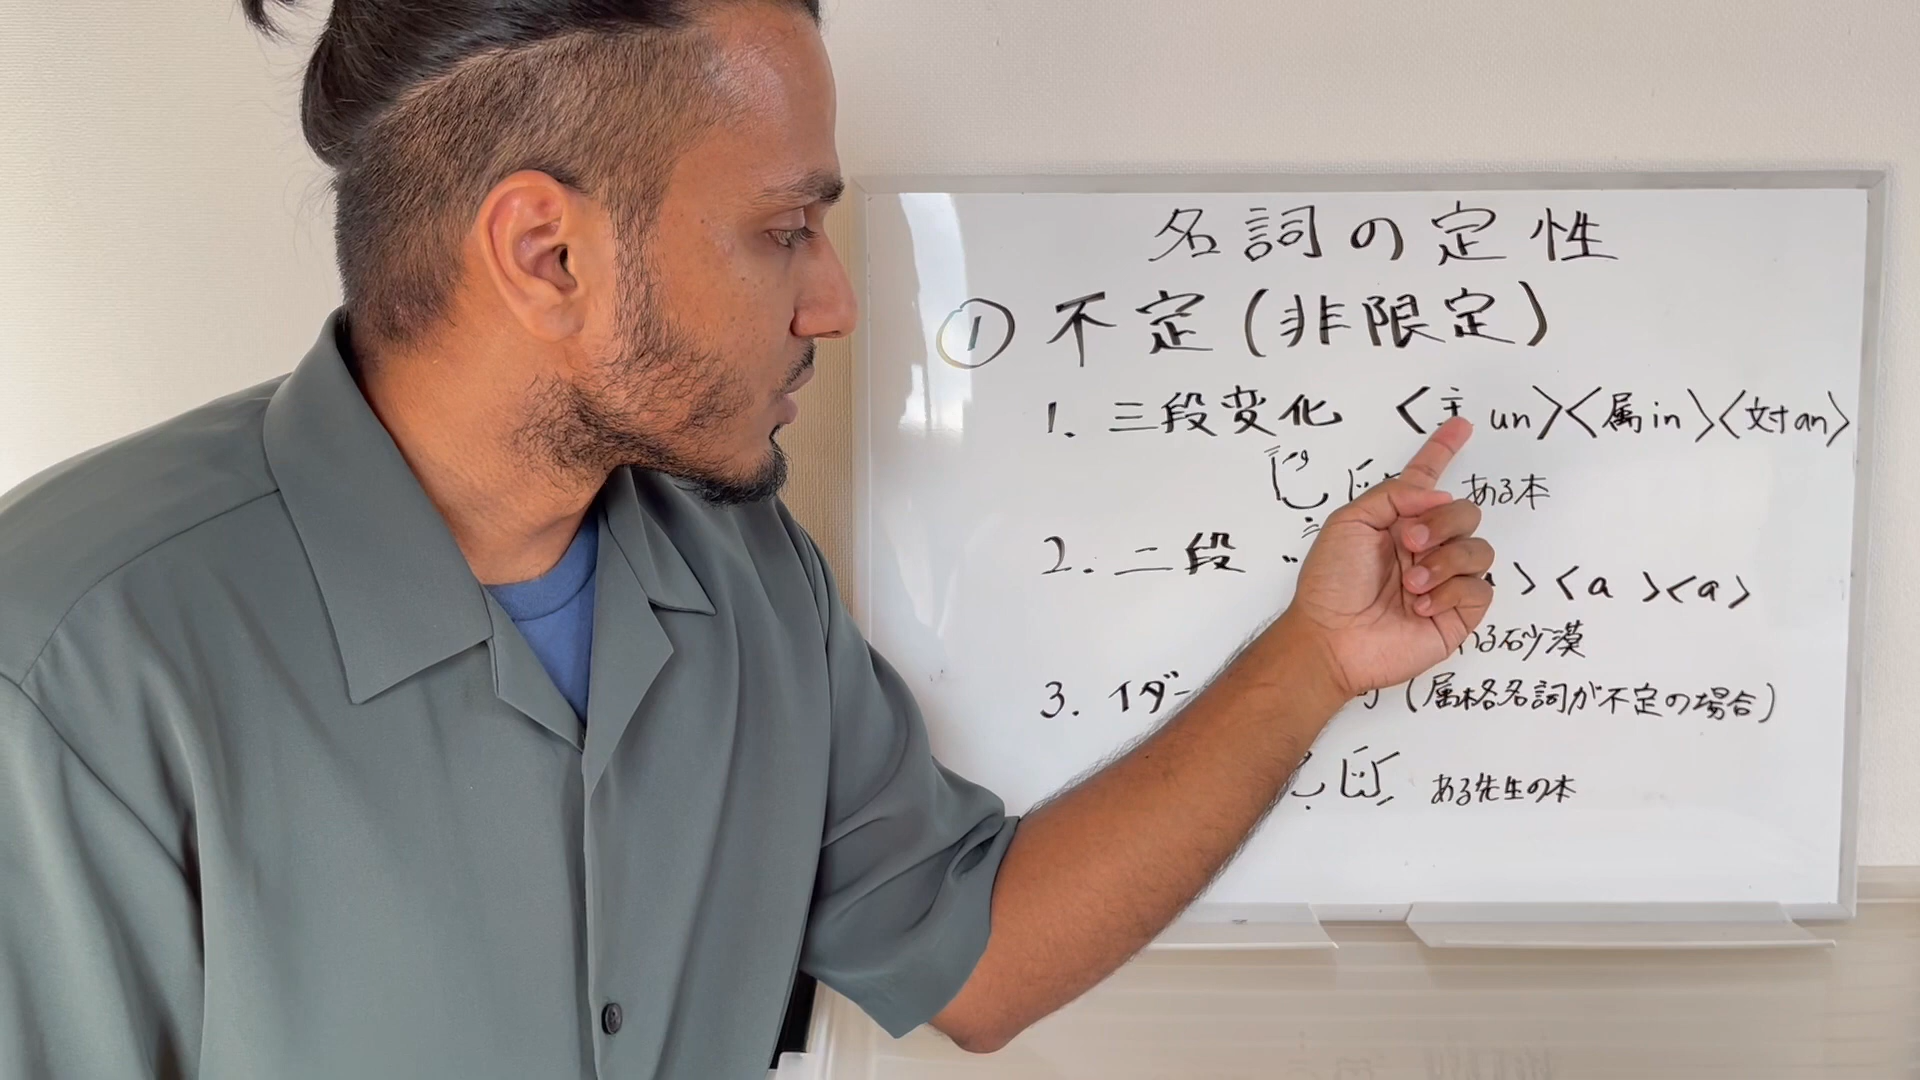 名詞の定性
① 不定(非限定)
1. 三段変化 〈主 un〉〈属 in〉〈対 an〉
ある本
2. 二段 〉〈a 〉〈a〉
る砂漠
3. イダー (属格名詞が不定の場合)
ある先生の本